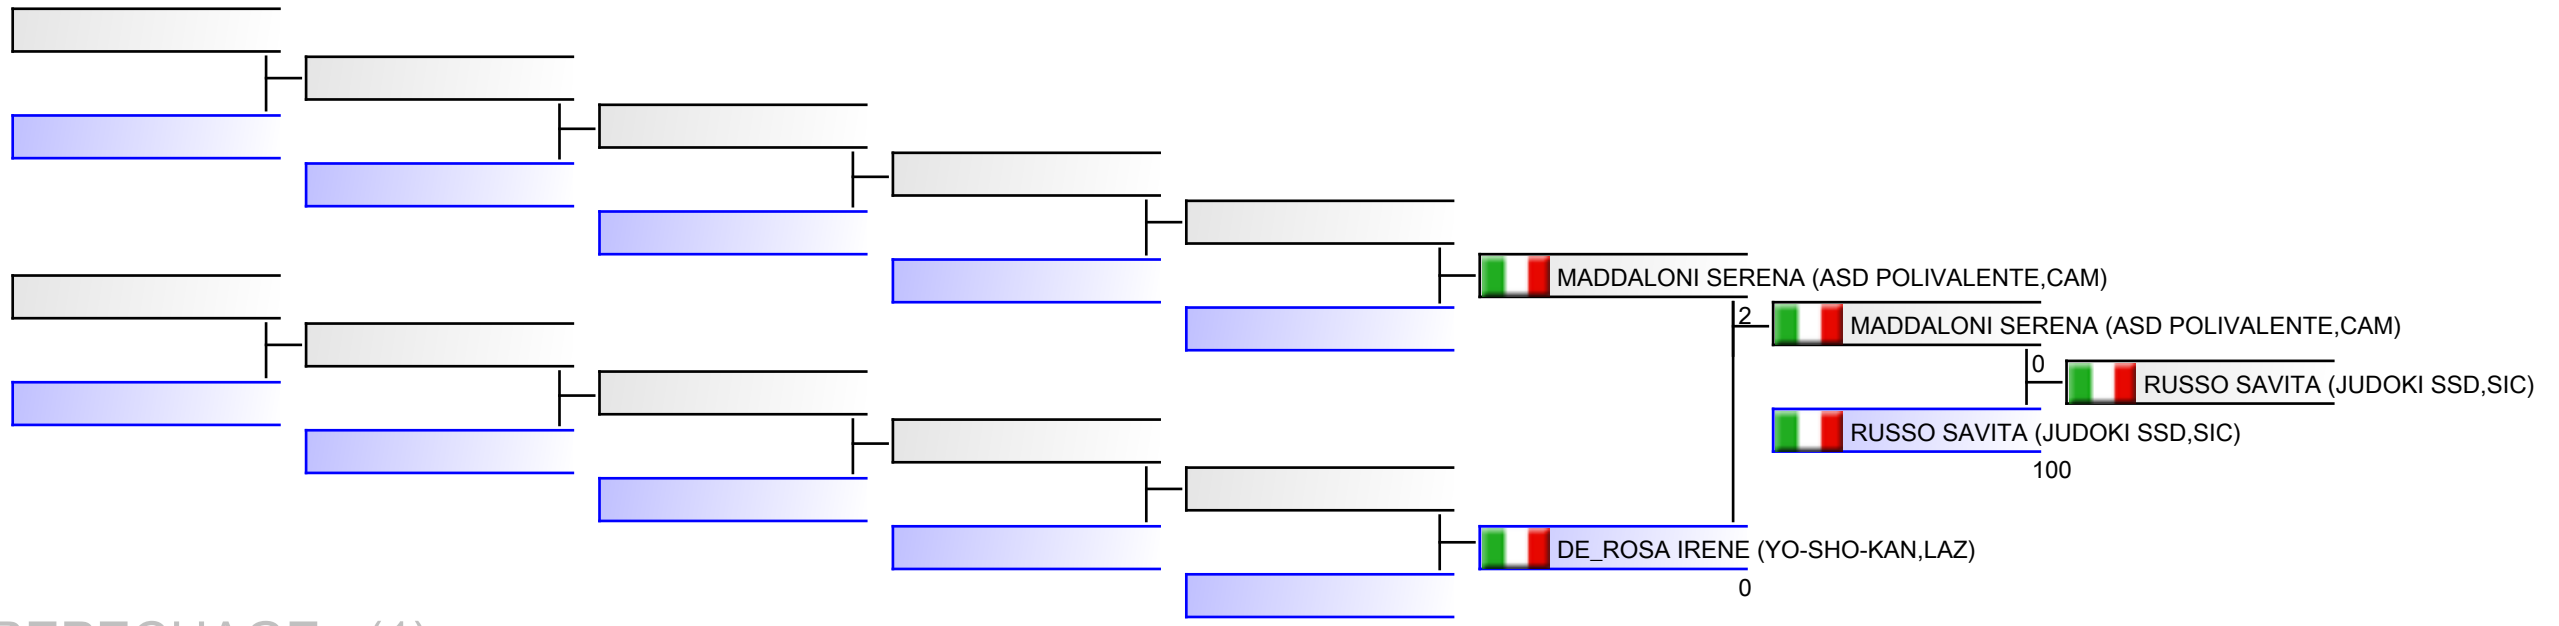 MADDALONI SERENA (ASD POLIVALENTE,CAM)
2
MADDALONI SERENA (ASD POLIVALENTE,CAM)
0
RUSSO SAVITA (JUDOKI SSD,SIC)
RUSSO SAVITA (JUDOKI SSD,SIC)
100
DE_ROSA IRENE (YO-SHO-KAN,LAZ)
0